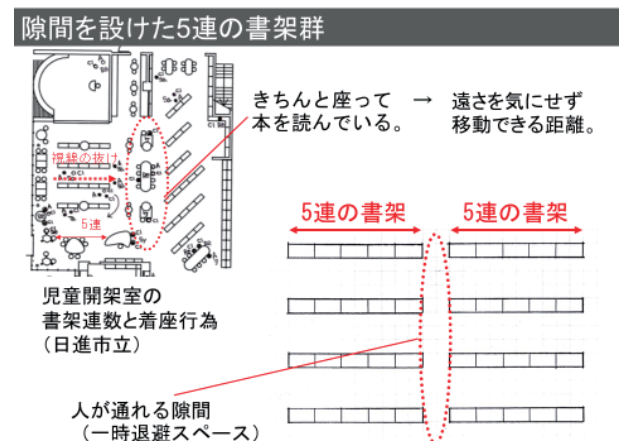 隙間を設けた5連の書架群
きちんと座って → 遠さを気にせず
本を読んでいる。 移動できる距離。
視線の抜け
5連
5連の書架 5連の書架
児童開架室の
書架連数と着座行為
（日進市立）
人が通れる隙間
（一時退避スペース）